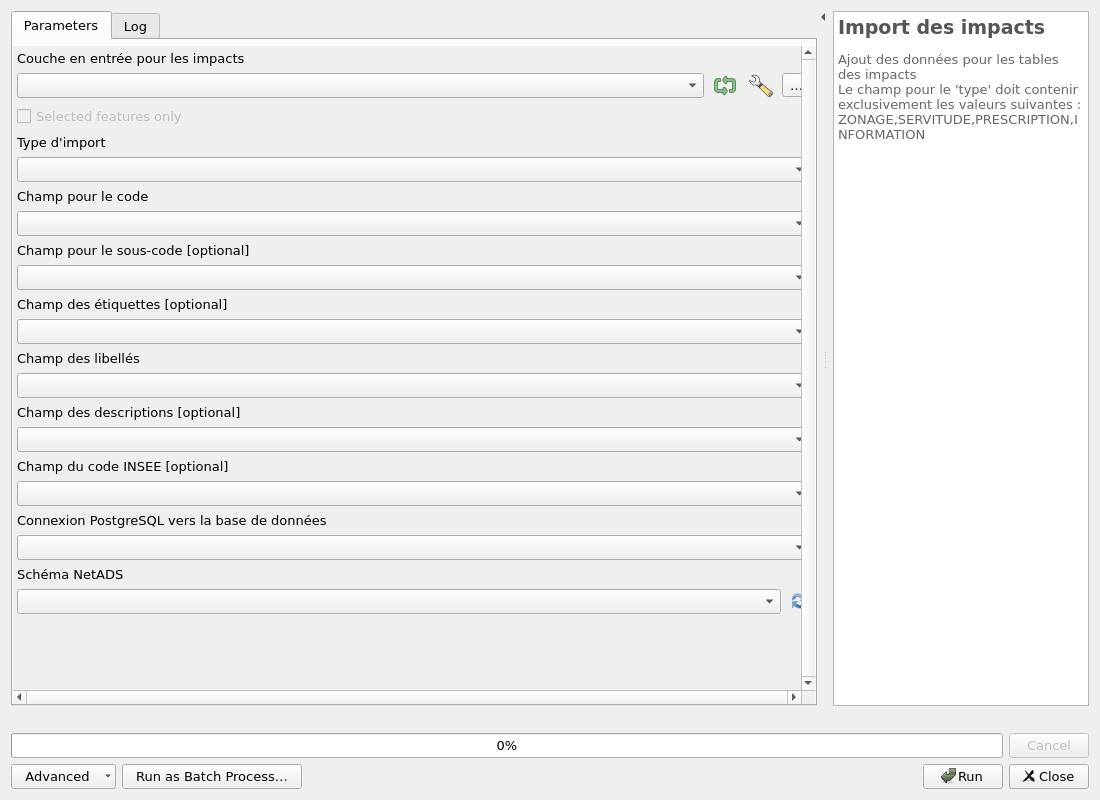 Parameters
Log
Couche en entrée pour les impacts
...
Selected features only
Type d'import
Champ pour le code
Champ pour le sous-code [optional]
Champ des étiquettes [optional]
Champ des libellés
Champ des descriptions [optional]
Champ du code INSEE [optional]
Connexion PostgreSQL vers la base de données
Schéma NetADS
Import des impacts
Ajout des données pour les tables
des impacts
Le champ pour le 'type' doit contenir
exclusivement les valeurs suivantes :
ZONAGE,SERVITUDE,PRESCRIPTION,I
NFORMATION
0%
Cancel
Advanced
Run as Batch Process...
Run
Close